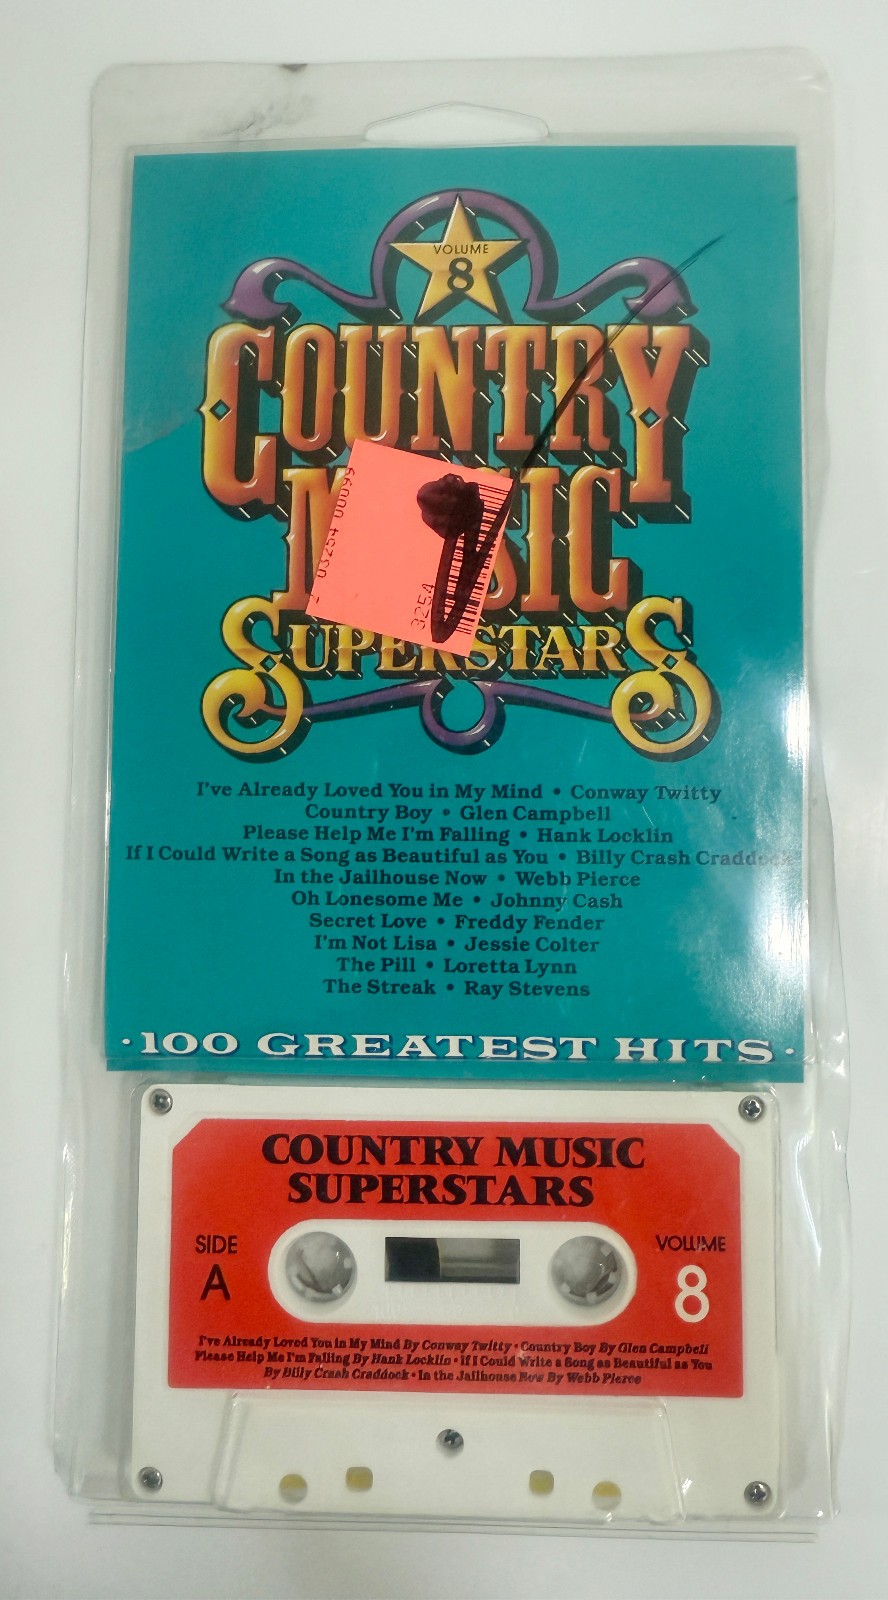 VOLUME
8
COUNTRY
MUSIC
SUPERSTARS
03254 00099
3254
I've Already Loved You in My Mind • Conway Twitty
Country Boy • Glen Campbell
Please Help Me I'm Falling • Hank Locklin
If I Could Write a Song as Beautiful as You • Billy Crash Craddock
In the Jailhouse Now • Webb Pierce
Oh Lonesome Me • Johnny Cash
Secret Love • Freddy Fender
I'm Not Lisa • Jessie Colter
The Pill • Loretta Lynn
The Streak • Ray Stevens
·100 GREATEST HITS·
COUNTRY MUSIC
SUPERSTARS
SIDE
A
VOLUME
8
I've Already Loved You in My Mind By Conway Twitty • Country Boy By Glen Campbell
Please Help Me I'm Falling By Hank Locklin • If I Could Write a Song as Beautiful as You
By Billy Crash Craddock • In the Jailhouse Now By Webb Pierce